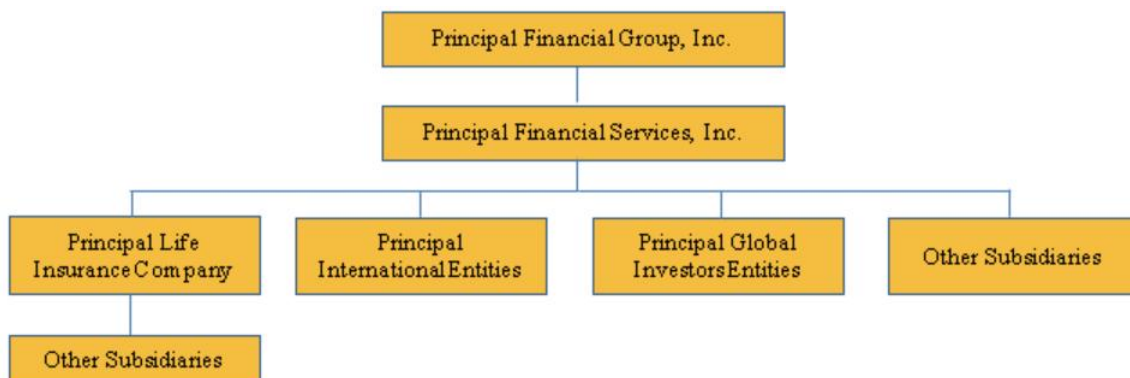 Principal Financial Group, Inc.
Principal Financial Services, Inc.
Principal Life
Insurance Company
Principal
International Entities
Principal Global
Investors Entities
Other Subsidiaries
Other Subsidiaries